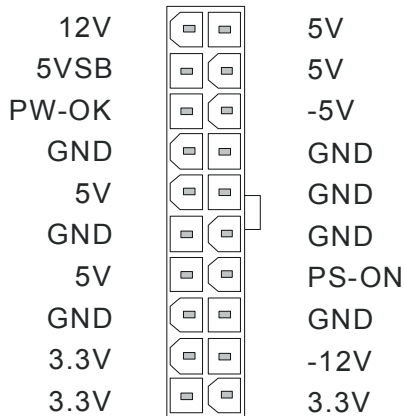 12V 5V
5VSB 5V
PW-OK -5V
GND GND
5V GND
GND GND
5V PS-ON
GND GND
3.3V -12V
3.3V 3.3V